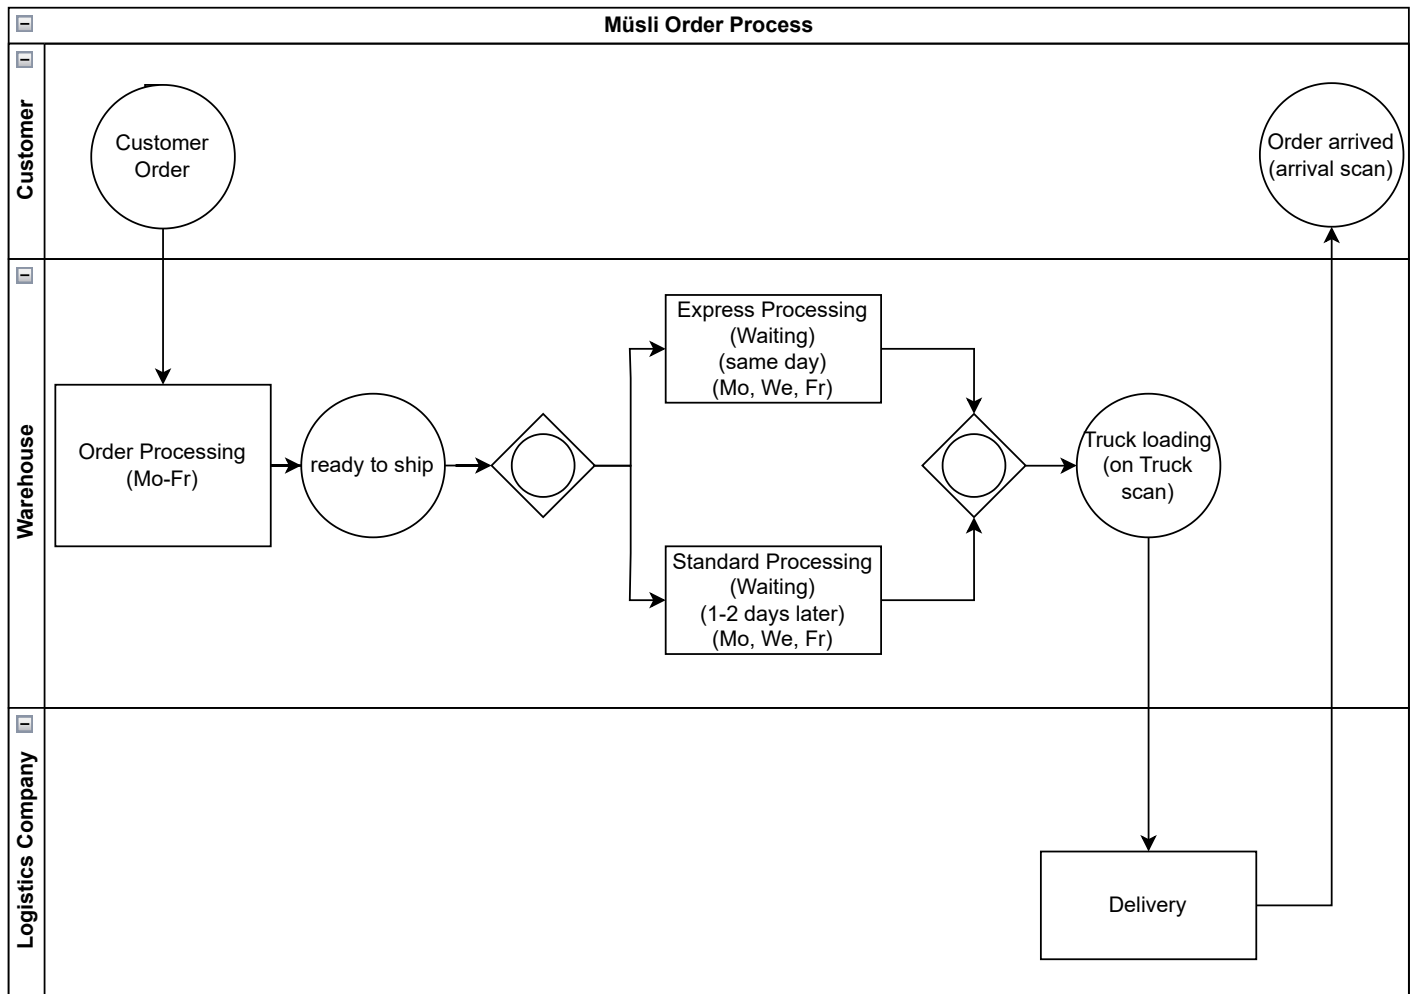 Müsli Order Process
Customer
Customer
Order
Order arrived
(arrival scan)
Warehouse
Order Processing
(Mo-Fr)
ready to ship
Express Processing
(Waiting)
(same day)
(Mo, We, Fr)
Standard Processing
(Waiting)
(1-2 days later)
(Mo, We, Fr)
Truck loading
(on Truck
scan)
Logistics Company
Delivery